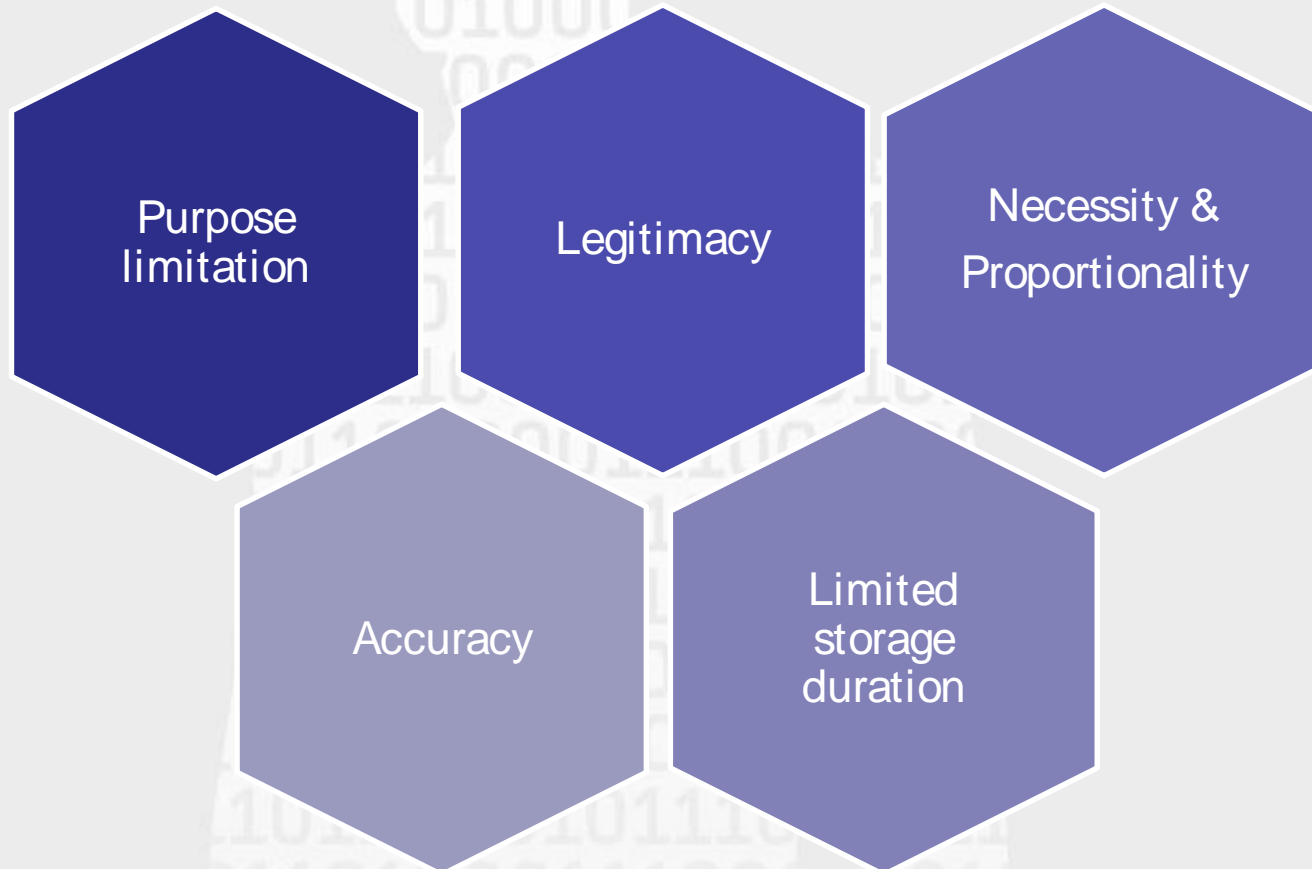 Purpose
limitation
Legitimacy
Necessity &
Proportionality
Accuracy
Limited
storage
duration